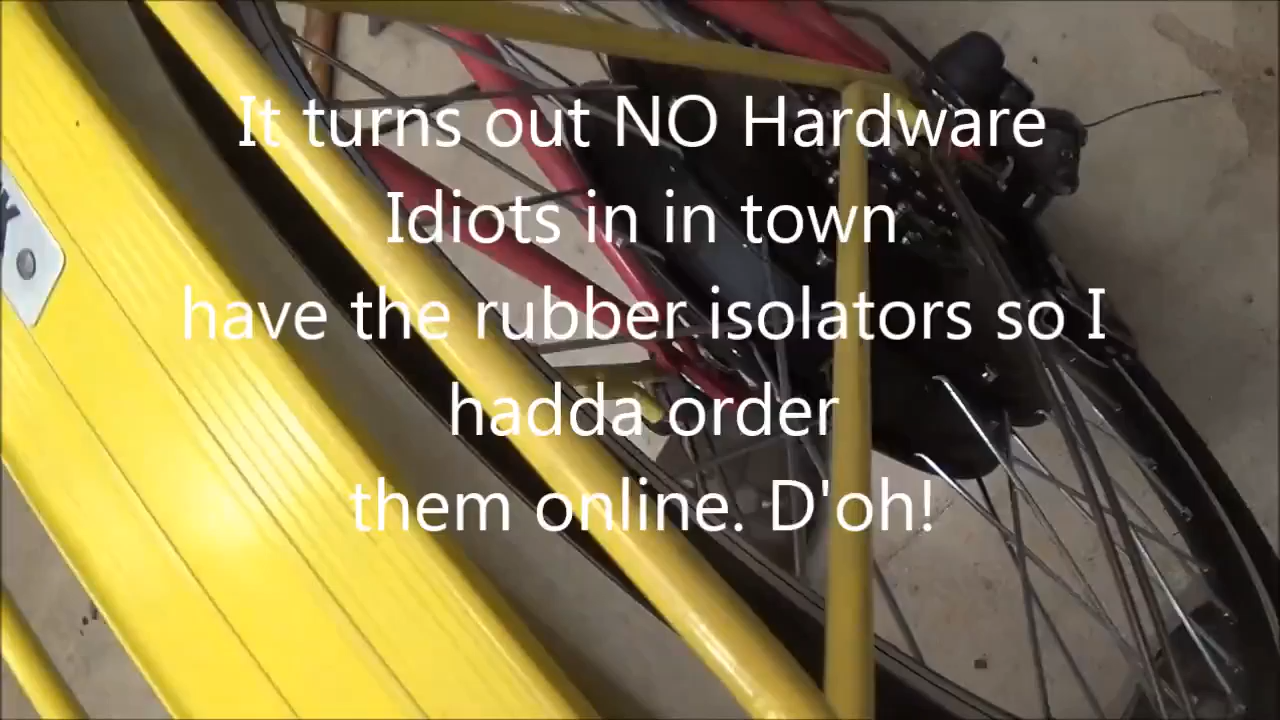 It turns out NO Hardware
Idiots in in town
have the rubber isolators so I
hadda order
them online. D'oh!